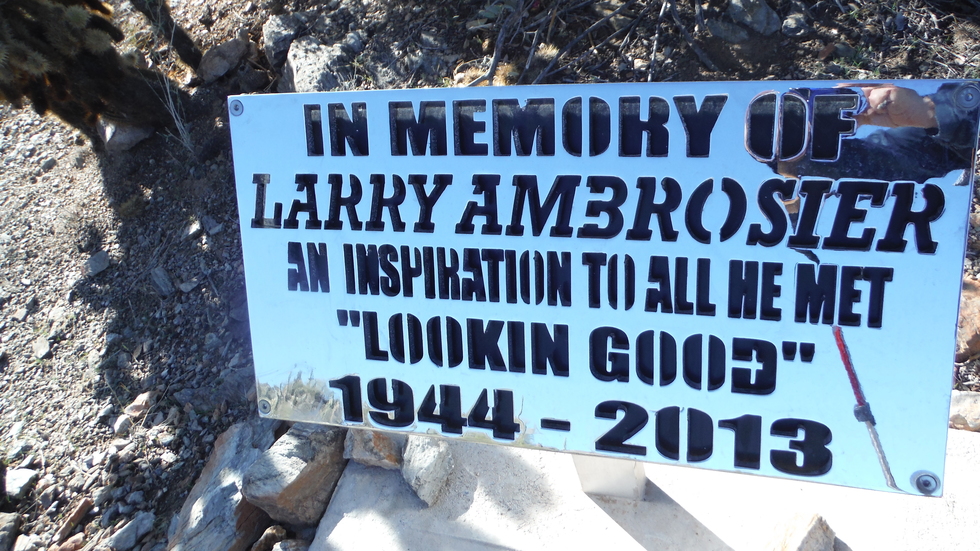 IN MEMORY OF
LARRY AMBROSIER
AN INSPIRATION TO ALL HE MET
"LOOKIN GOOD"
1944 - 2013